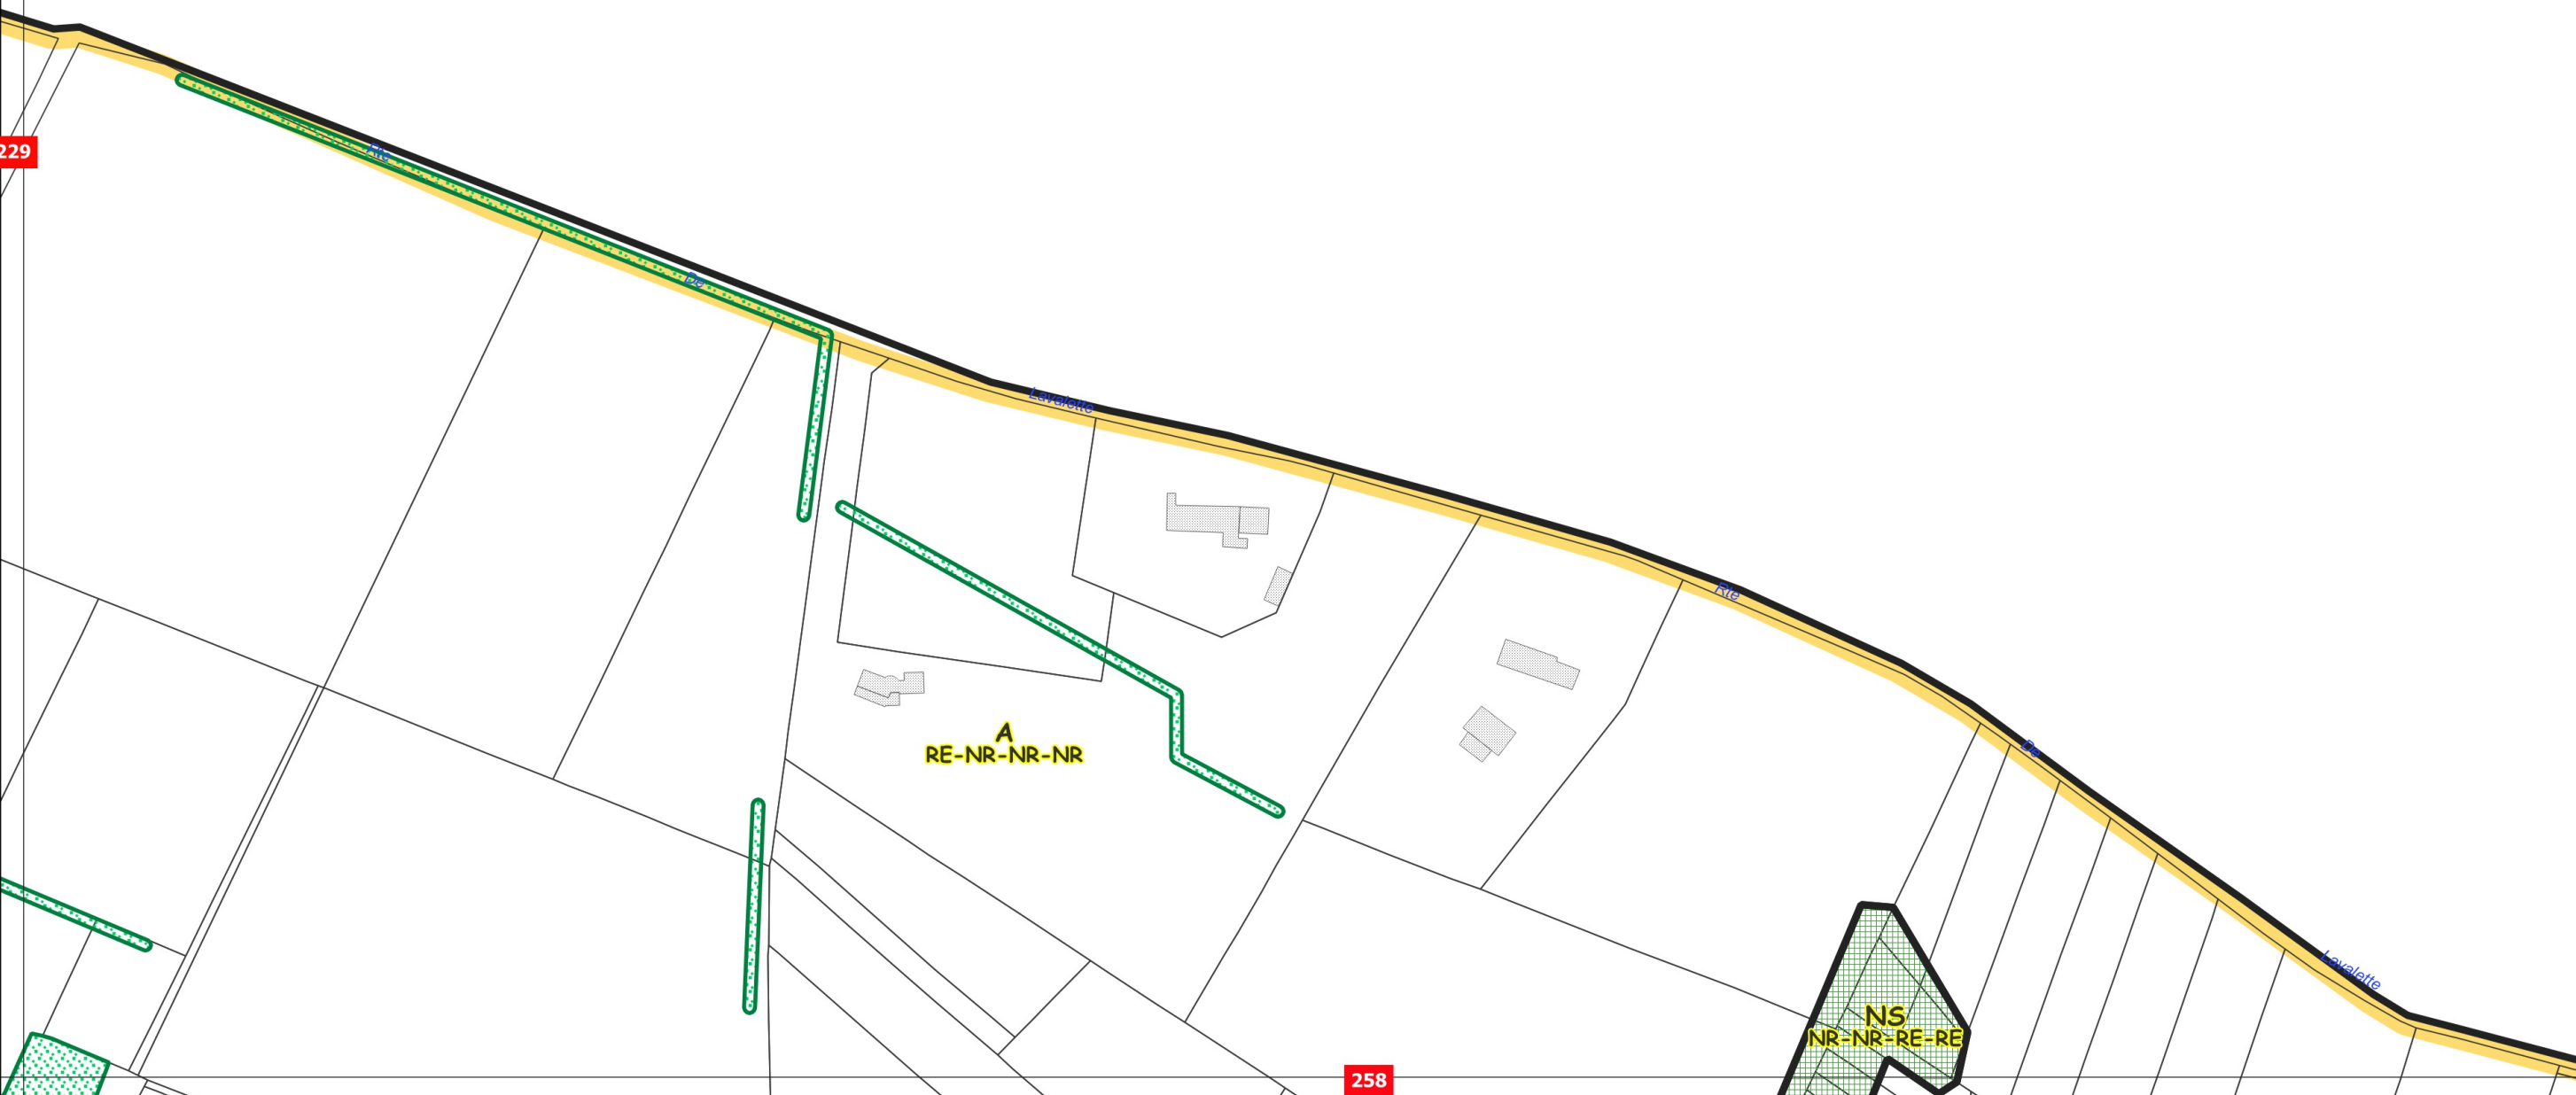 229
Rte
De
Lavalette
Rte
A
RE-NR-NR-NR
De
Lavalette
NS
NR-NR-RE-RE
258